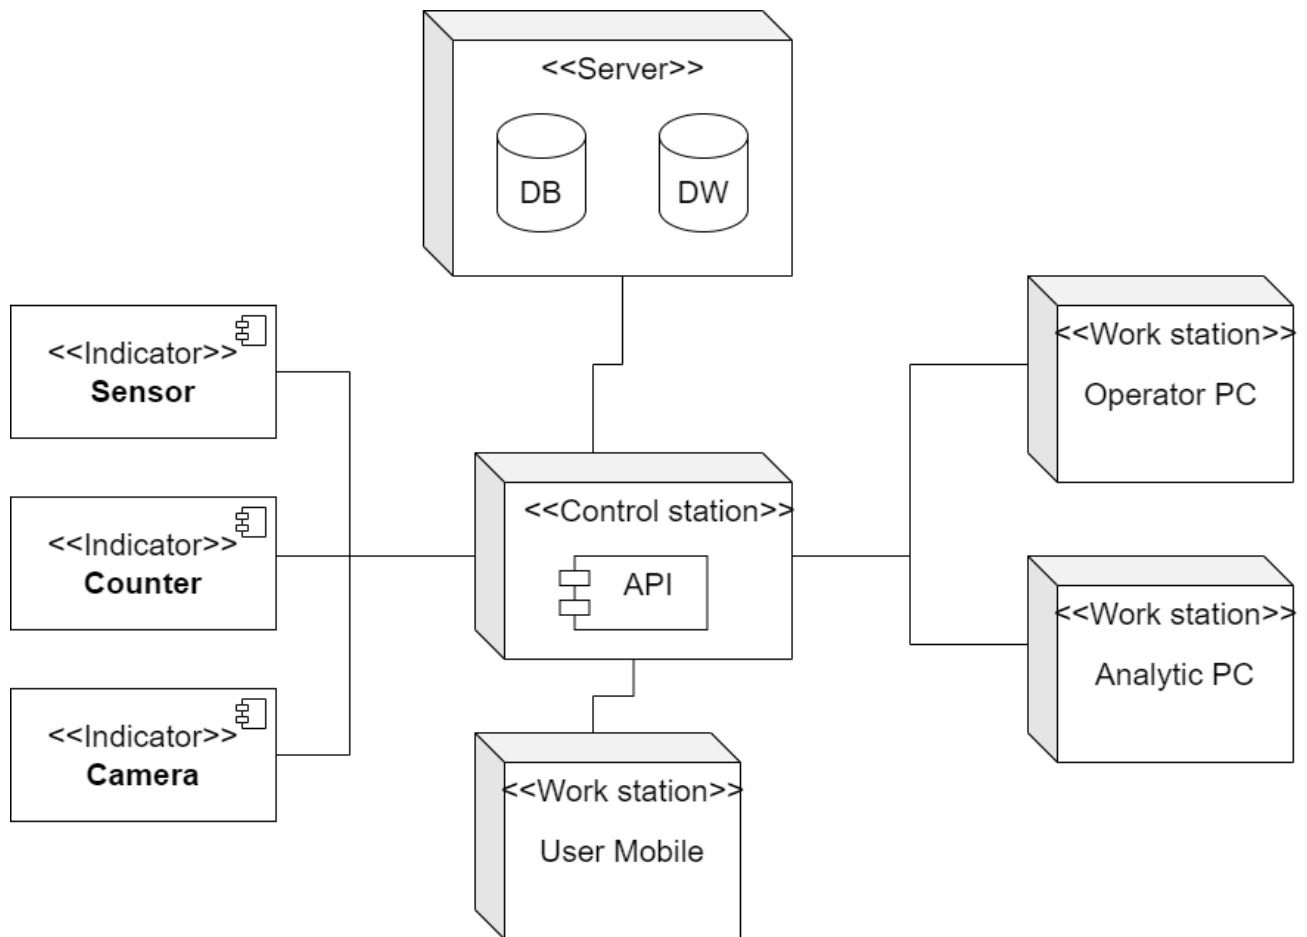 <<Server>>
DB
DW
<<Indicator>>
Sensor
<<Work station>>
Operator PC
<<Indicator>>
Counter
<<Control station>>
API
<<Work station>>
Analytic PC
<<Indicator>>
Camera
<<Work station>>
User Mobile